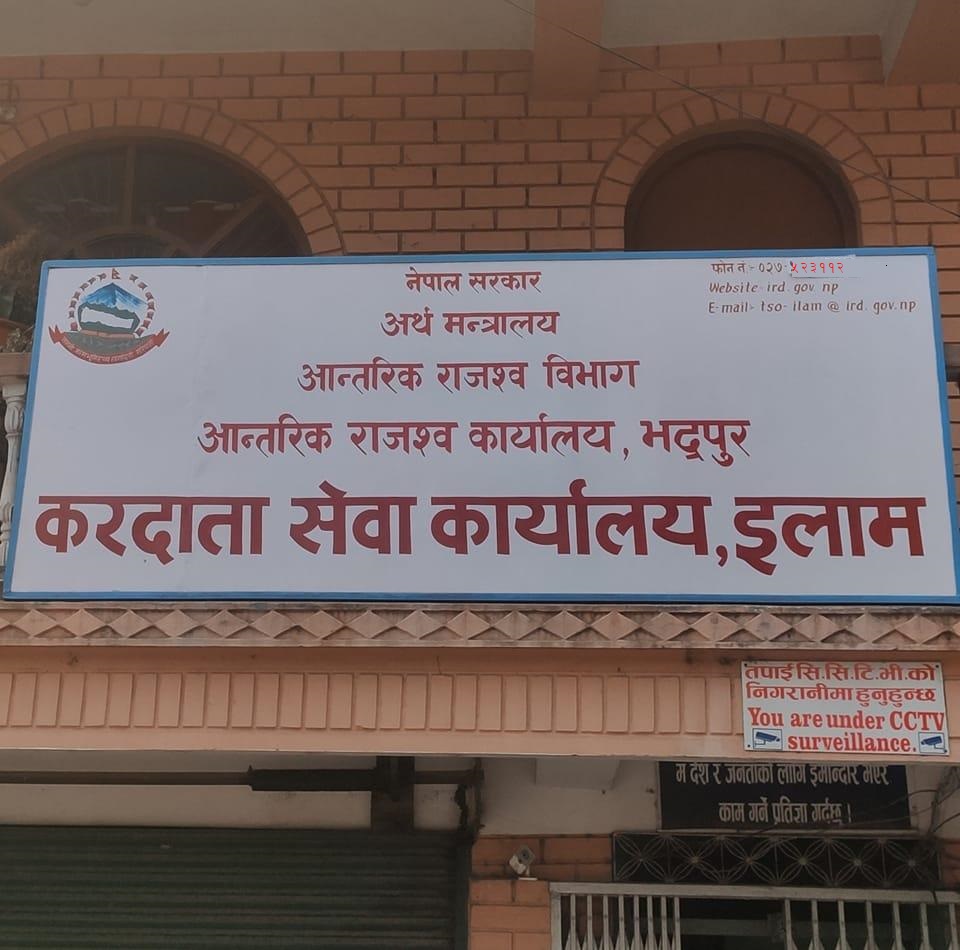 नेपाल सरकार
अर्थ मन्त्रालय
आन्तरिक राजश्व विभाग
आन्तरिक राजश्व कार्यालय, भद्रपुर
करदाता सेवा कार्यालय, इलाम
फोन नं.:- ०२७-५२३११२
Website- ird. gov. np
E-mail:- tso- ilam @ ird. gov.np
तपाई सि.सि.टि.भी.को
निगरानीमा हुनुहुन्छ
You are under CCTV
surveillance.
म देश र जनताको लागि इमान्दार भएर
काम गर्ने प्रतिज्ञा गर्दछु ।